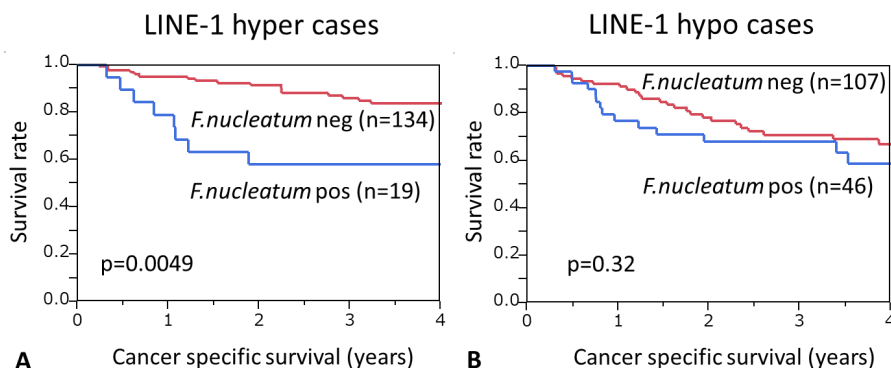 LINE-1 hyper cases
A
Survival rate
1.0
0.8
0.6
0.4
0.2
0.0
F.nucleatum neg (n=134)
F.nucleatum pos (n=19)
p=0.0049
0 1 2 3 4
Cancer specific survival (years)
A
LINE-1 hypo cases
B
Survival rate
1.0
0.8
0.6
0.4
0.2
0.0
F.nucleatum neg (n=107)
F.nucleatum pos (n=46)
p=0.32
0 1 2 3 4
Cancer specific survival (years)
B